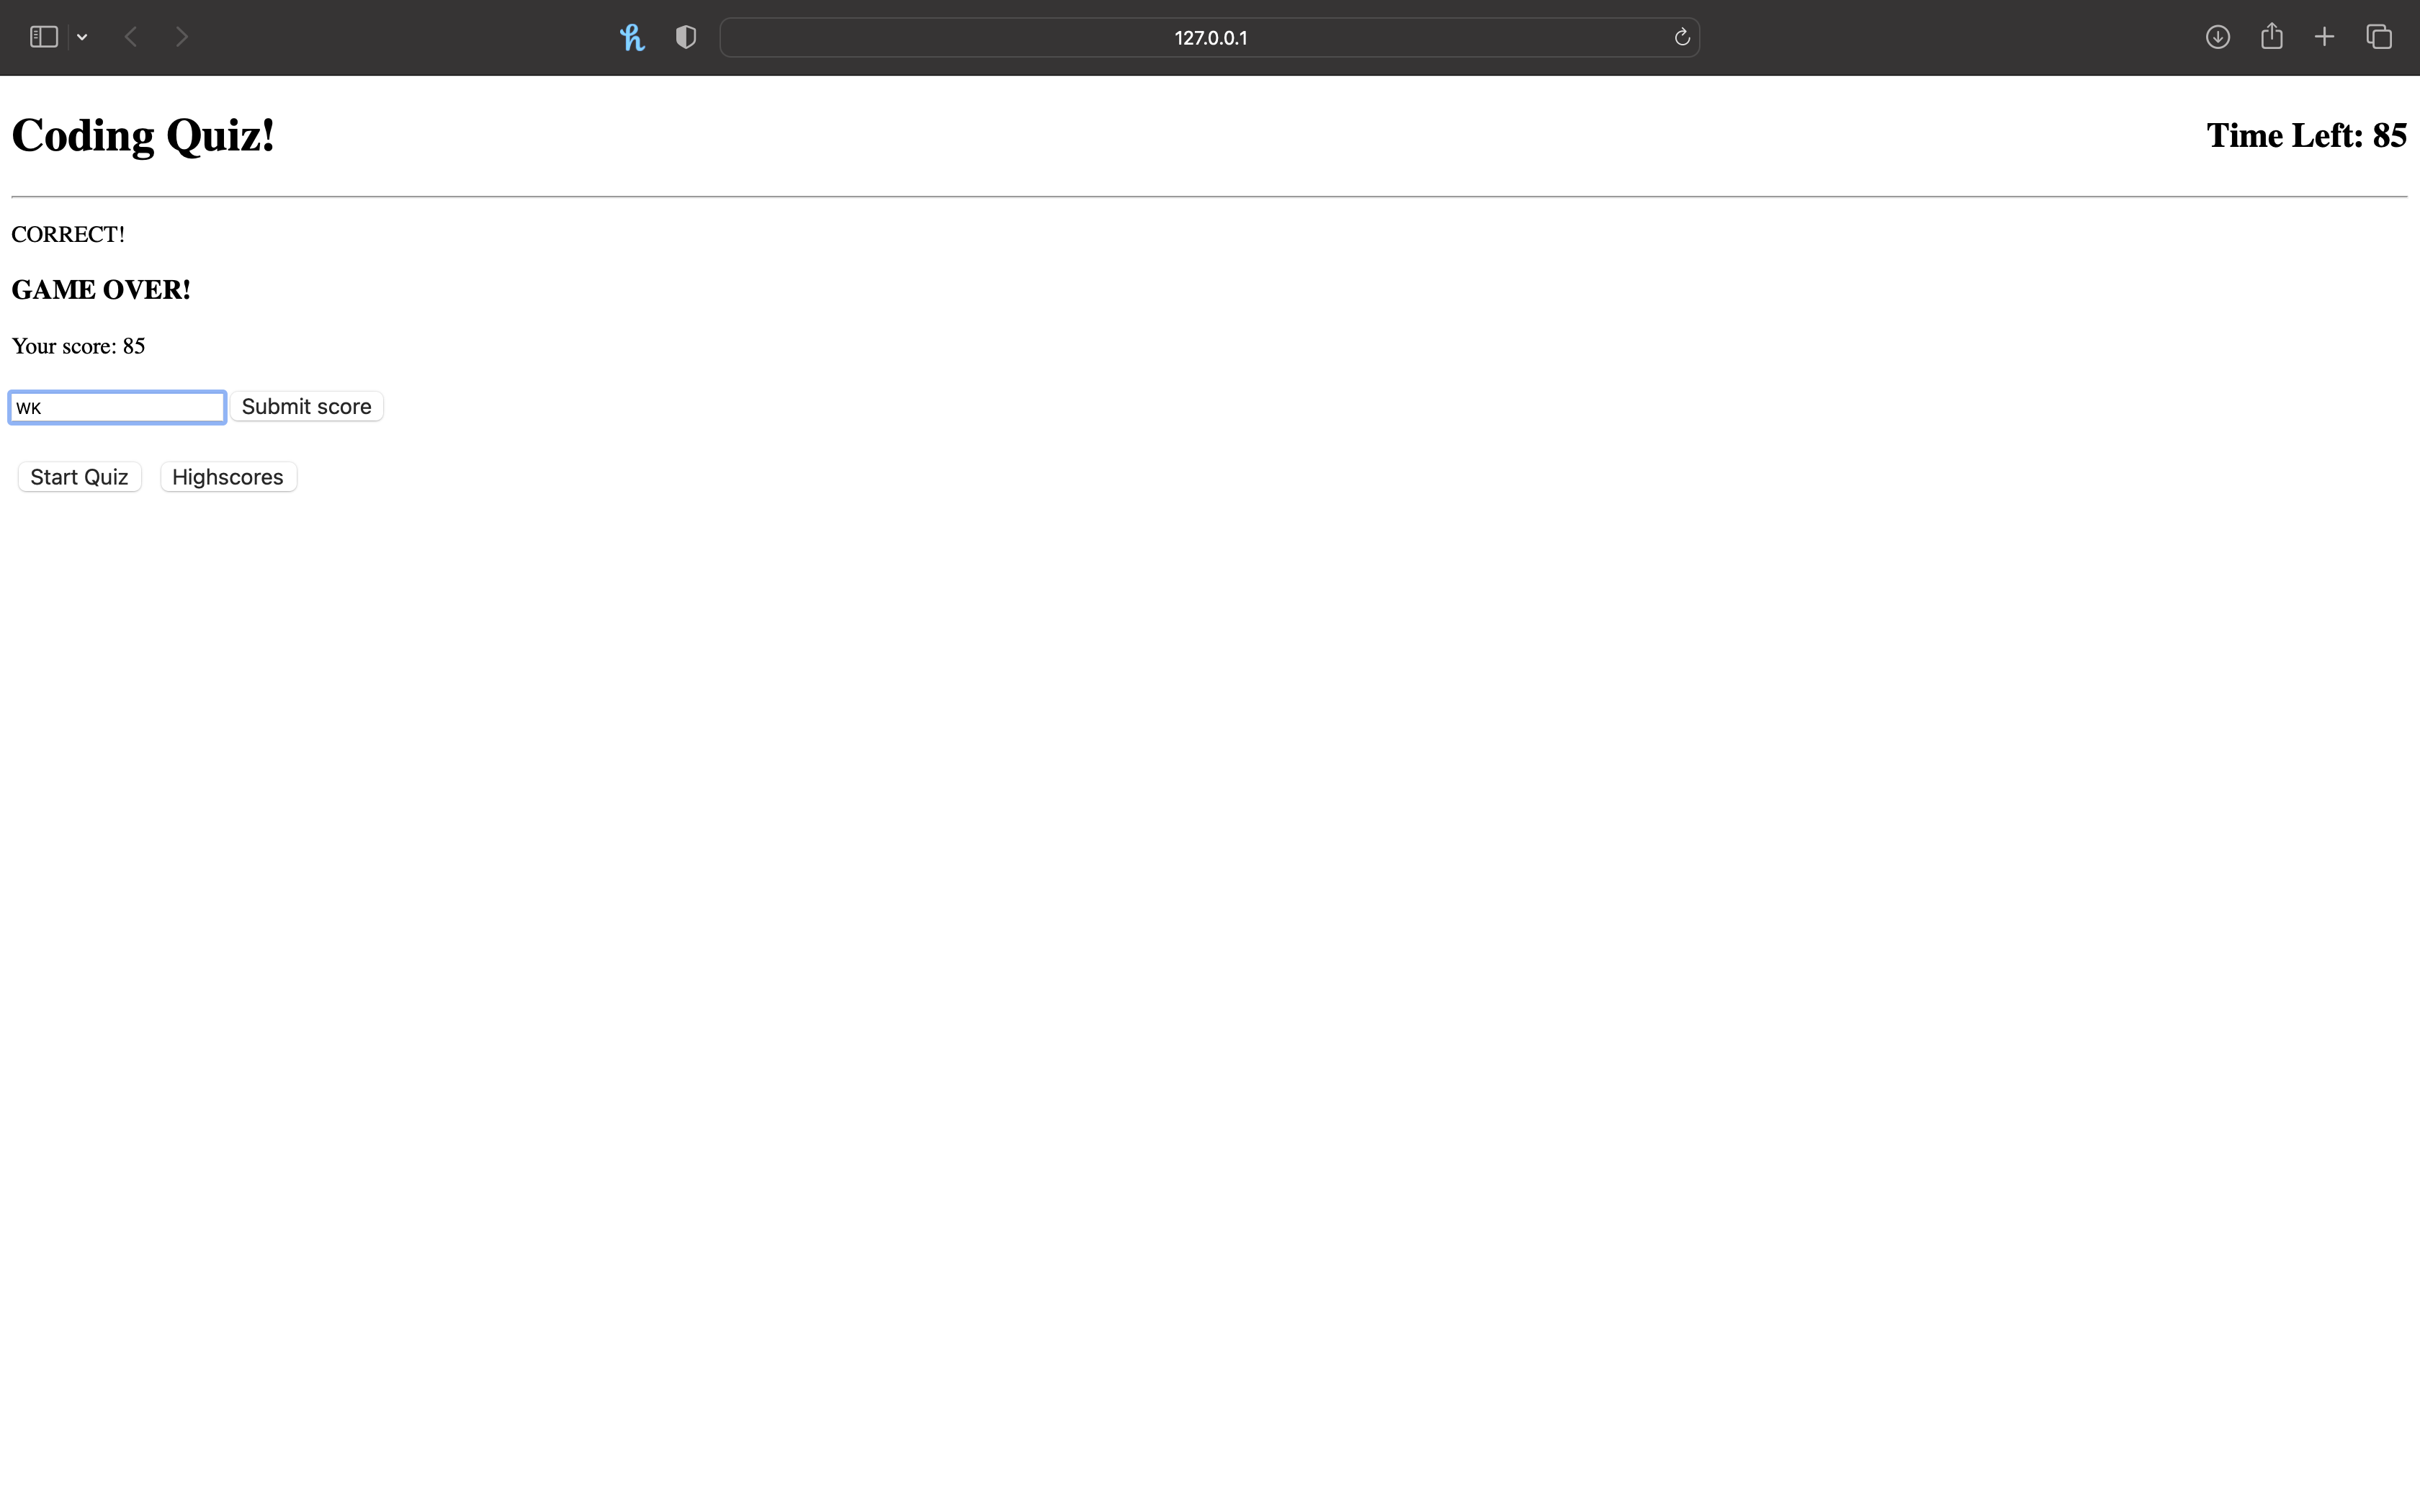 127.0.0.1
Coding Quiz!
Time Left: 85
CORRECT!
GAME OVER!
Your score: 85
WK
Submit score
Start Quiz
Highscores